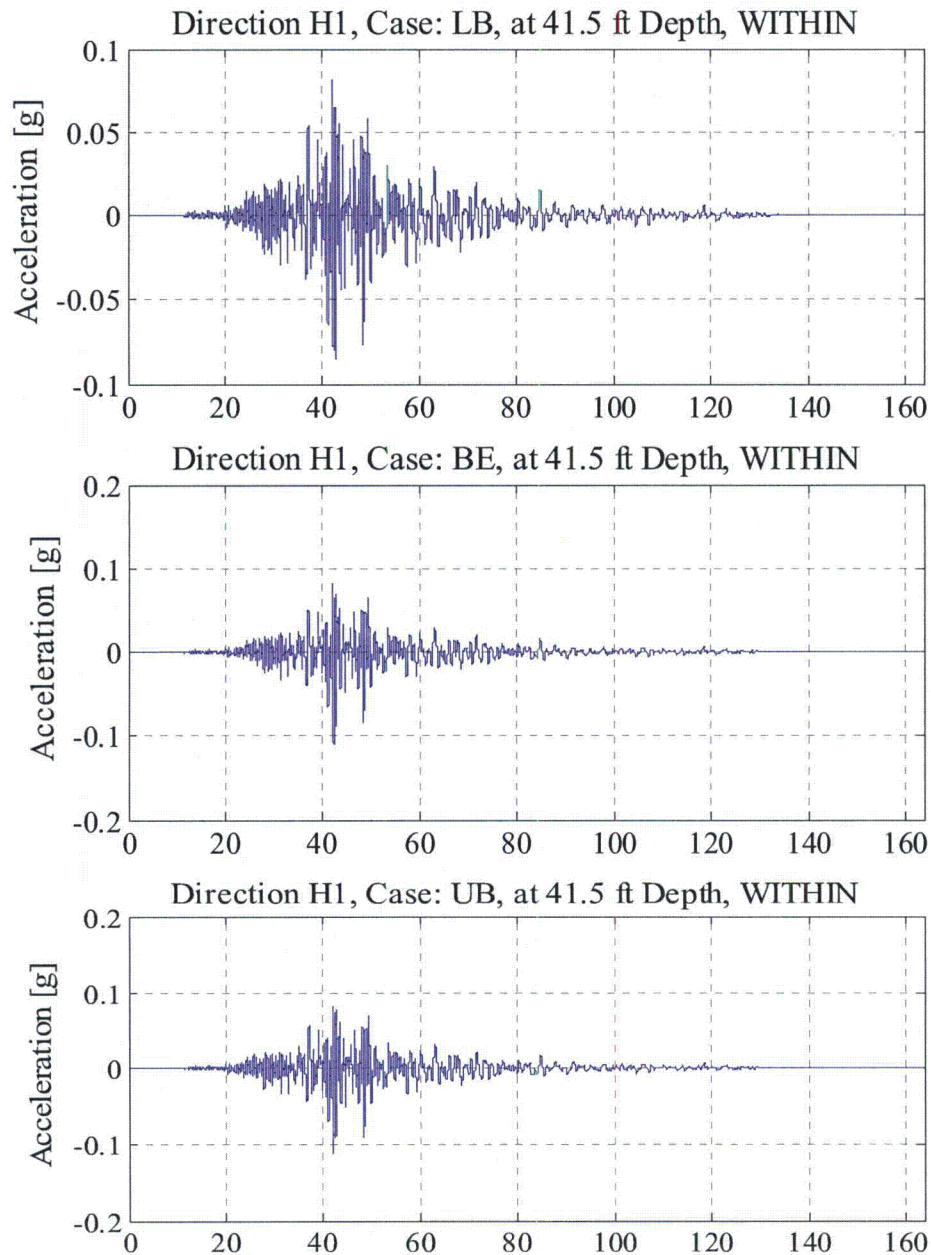 Direction H1, Case: LB, at 41.5 ft Depth, WITHIN
Acceleration [g]
0.1
0.05
0
-0.05
-0.1
0 20 40 60 80 100 120 140 160
Direction H1, Case: BE, at 41.5 ft Depth, WITHIN
Acceleration [g]
0.2
0.1
0
-0.1
-0.2
0 20 40 60 80 100 120 140 160
Direction H1, Case: UB, at 41.5 ft Depth, WITHIN
Acceleration [g]
0.2
0.1
0
-0.1
-0.2
0 20 40 60 80 100 120 140 160